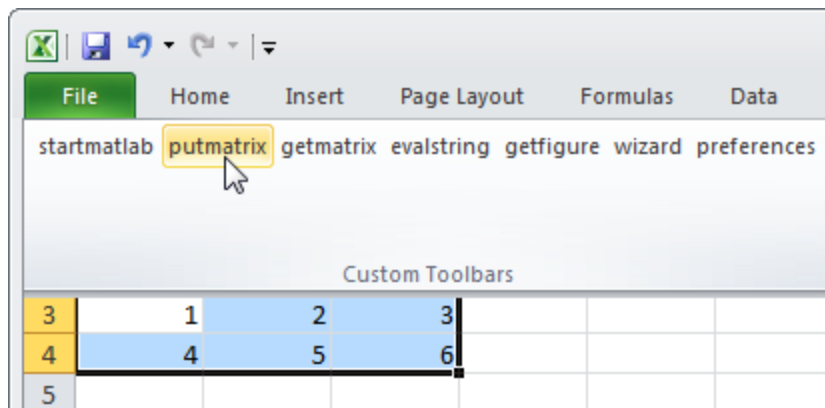 File Home Insert Page Layout Formulas Data
startmatlab putmatrix getmatrix evalstring getfigure wizard preferences
Custom Toolbars
3 1 2 3
4 4 5 6
5